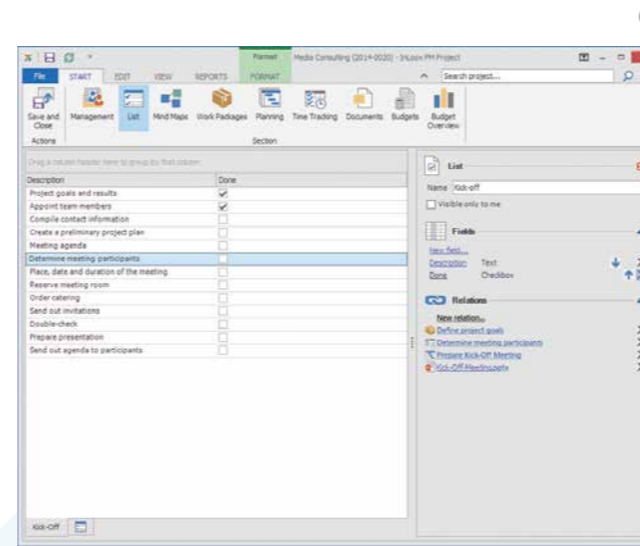 Format Media Consulting (2014-0020) - InLoox PM Project
File START EDIT VIEW REPORTS FORMAT Search project...
Save and Close Management List Mind Maps Work Packages Planning Time Tracking Documents Budgets Budget Overview
Actions Section
Drag a column header here to group by that column
Description Done
Project goals and results
Appoint team members
Compile contact information
Create a preliminary project plan
Meeting agenda
Determine meeting participants
Place, date and duration of the meeting
Reserve meeting room
Order catering
Send out invitations
Double-check
Prepare presentation
Send out agenda to participants
Kick-Off
List
Name Kick-off
Visible only to me
Fields
New field...
Description Text
Done Checkbox
Relations
New relation...
Define project goals
Determine meeting participants
Prepare Kick-Off Meeting
Kick-Off Meeting.pptx